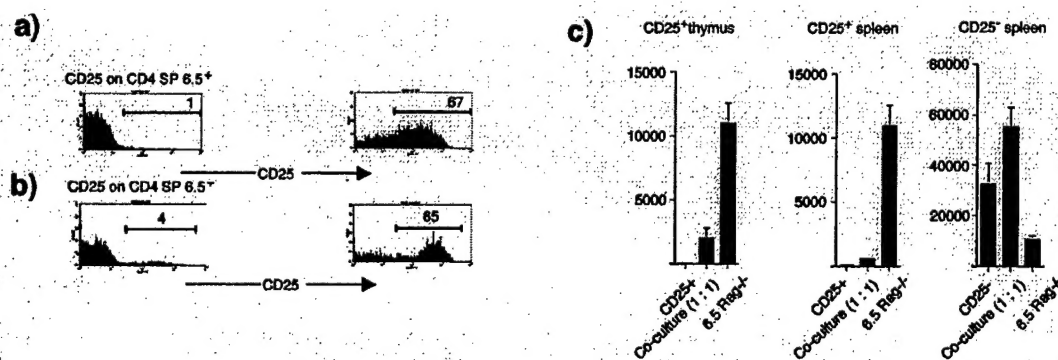 a)
CD25 on CD4 SP 6.5+
1
67
CD25
b)
CD25 on CD4 SP 6.5-
4
65
CD25
c)
CD25+ thymus
15000
10000
5000
CD25+
Co-culture (1 : 1)
6.5 Rag-/-
CD25+ spleen
15000
10000
5000
CD25+
Co-culture (1 : 1)
6.5 Rag-/-
CD25- spleen
80000
60000
40000
20000
CD25-
Co-culture (1 : 1)
6.5 Rag-/-